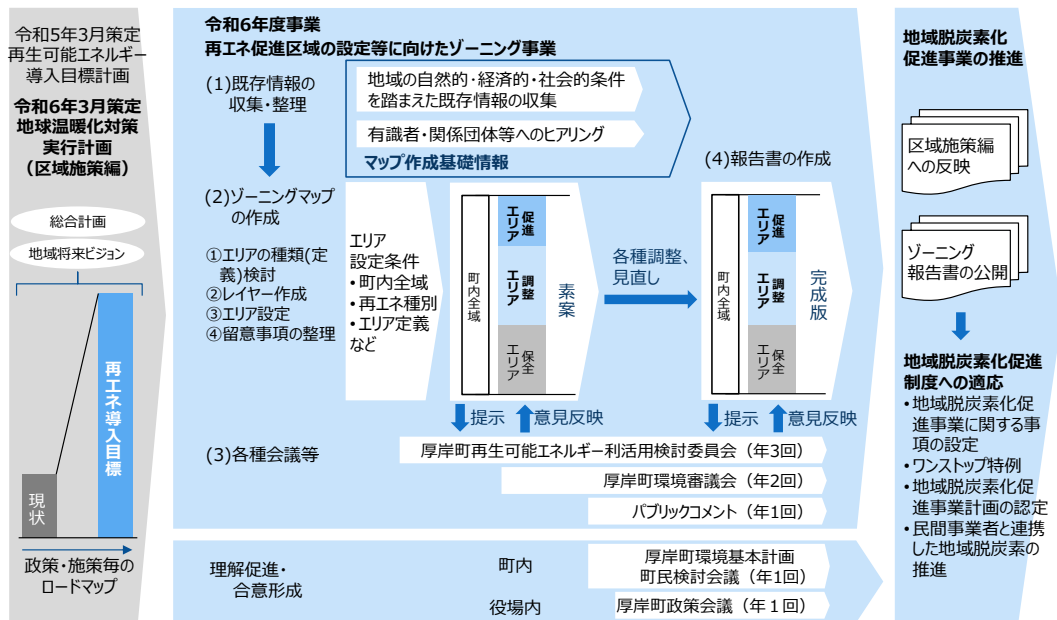 令和5年3月策定
再生可能エネルギー
導入目標計画
令和6年3月策定
地球温暖化対策
実行計画
（区域施策編）
総合計画
地域将来ビジョン
現状
再エネ導入目標
政策・施策毎の
ロードマップ
令和6年度事業
再エネ促進区域の設定等に向けたゾーニング事業
(1)既存情報の
収集・整理
地域の自然的・経済的・社会的条件
を踏まえた既存情報の収集
有識者・関係団体等へのヒアリング
マップ作成基礎情報
(2)ゾーニングマップ
の作成
①エリアの種類(定
義)検討
②レイヤー作成
③エリア設定
④留意事項の整理
エリア
設定条件
・町内全域
・再エネ種別
・エリア定義
など
町内全域
促進
エリア
調整
エリア
保全
エリア
素案
各種調整、
見直し
(4)報告書の作成
町内全域
促進
エリア
調整
エリア
保全
エリア
完成版
提示
意見反映
提示
意見反映
(3)各種会議等
厚岸町再生可能エネルギー利活用検討委員会（年3回）
厚岸町環境審議会（年2回）
パブリックコメント（年1回）
理解促進・
合意形成
町内
厚岸町環境基本計画
町民検討会議（年1回）
役場内
厚岸町政策会議（年１回）
地域脱炭素化
促進事業の推進
区域施策編
への反映
ゾーニング
報告書の公開
地域脱炭素化促進
制度への適応
・地域脱炭素化促
進事業に関する事
項の設定
・ワンストップ特例
・地域脱炭素化促
進事業計画の認定
・民間事業者と連携
した地域脱炭素の
推進